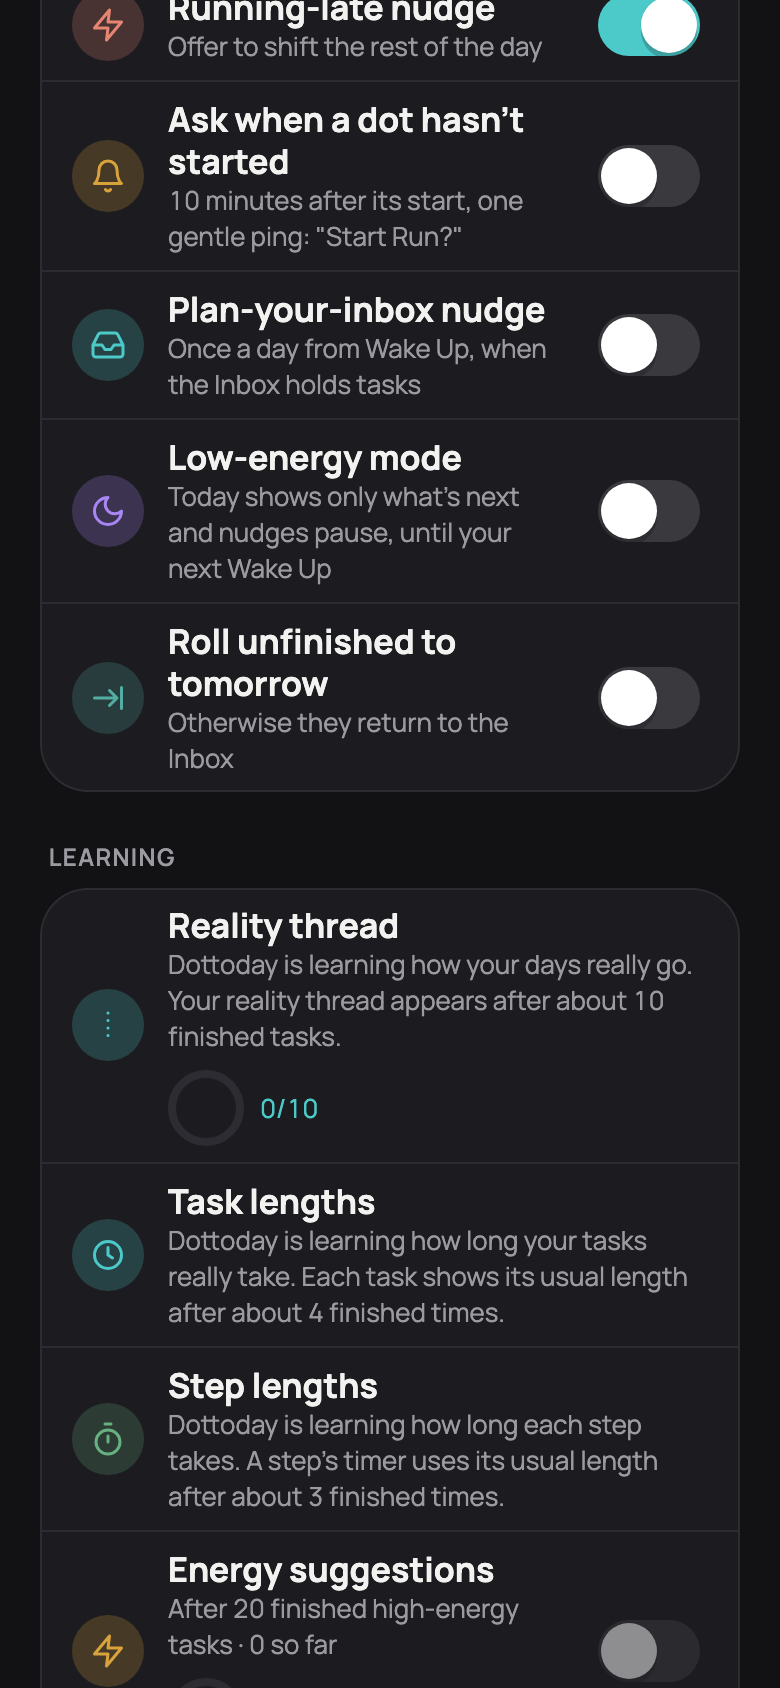 Running-late nudge
Offer to shift the rest of the day
Ask when a dot hasn't
started
10 minutes after its start, one
gentle ping: "Start Run?"
Plan-your-inbox nudge
Once a day from Wake Up, when
the Inbox holds tasks
Low-energy mode
Today shows only what's next
and nudges pause, until your
next Wake Up
Roll unfinished to
tomorrow
Otherwise they return to the
Inbox
LEARNING
Reality thread
Dottoday is learning how your days really go.
Your reality thread appears after about 10
finished tasks.
0/10
Task lengths
Dottoday is learning how long your tasks
really take. Each task shows its usual length
after about 4 finished times.
Step lengths
Dottoday is learning how long each step
takes. A step's timer uses its usual length
after about 3 finished times.
Energy suggestions
After 20 finished high-energy
tasks · 0 so far